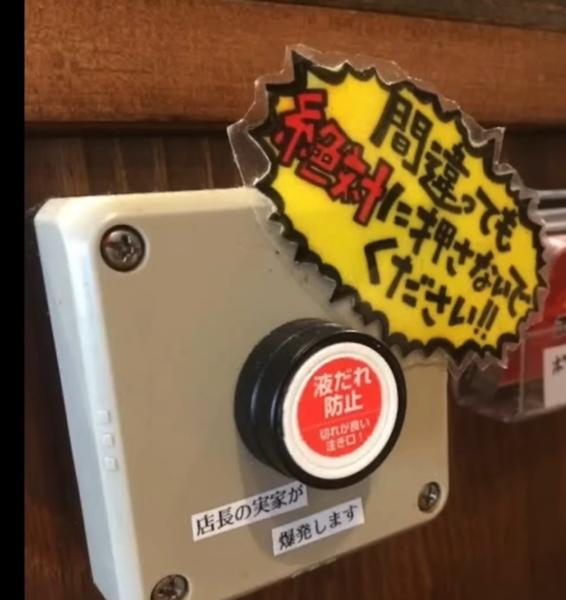 間違っても
絶対に押さないで
ください!!
液だれ
防止
切れが良い
注ぎ口!
店長の実家が
爆発します